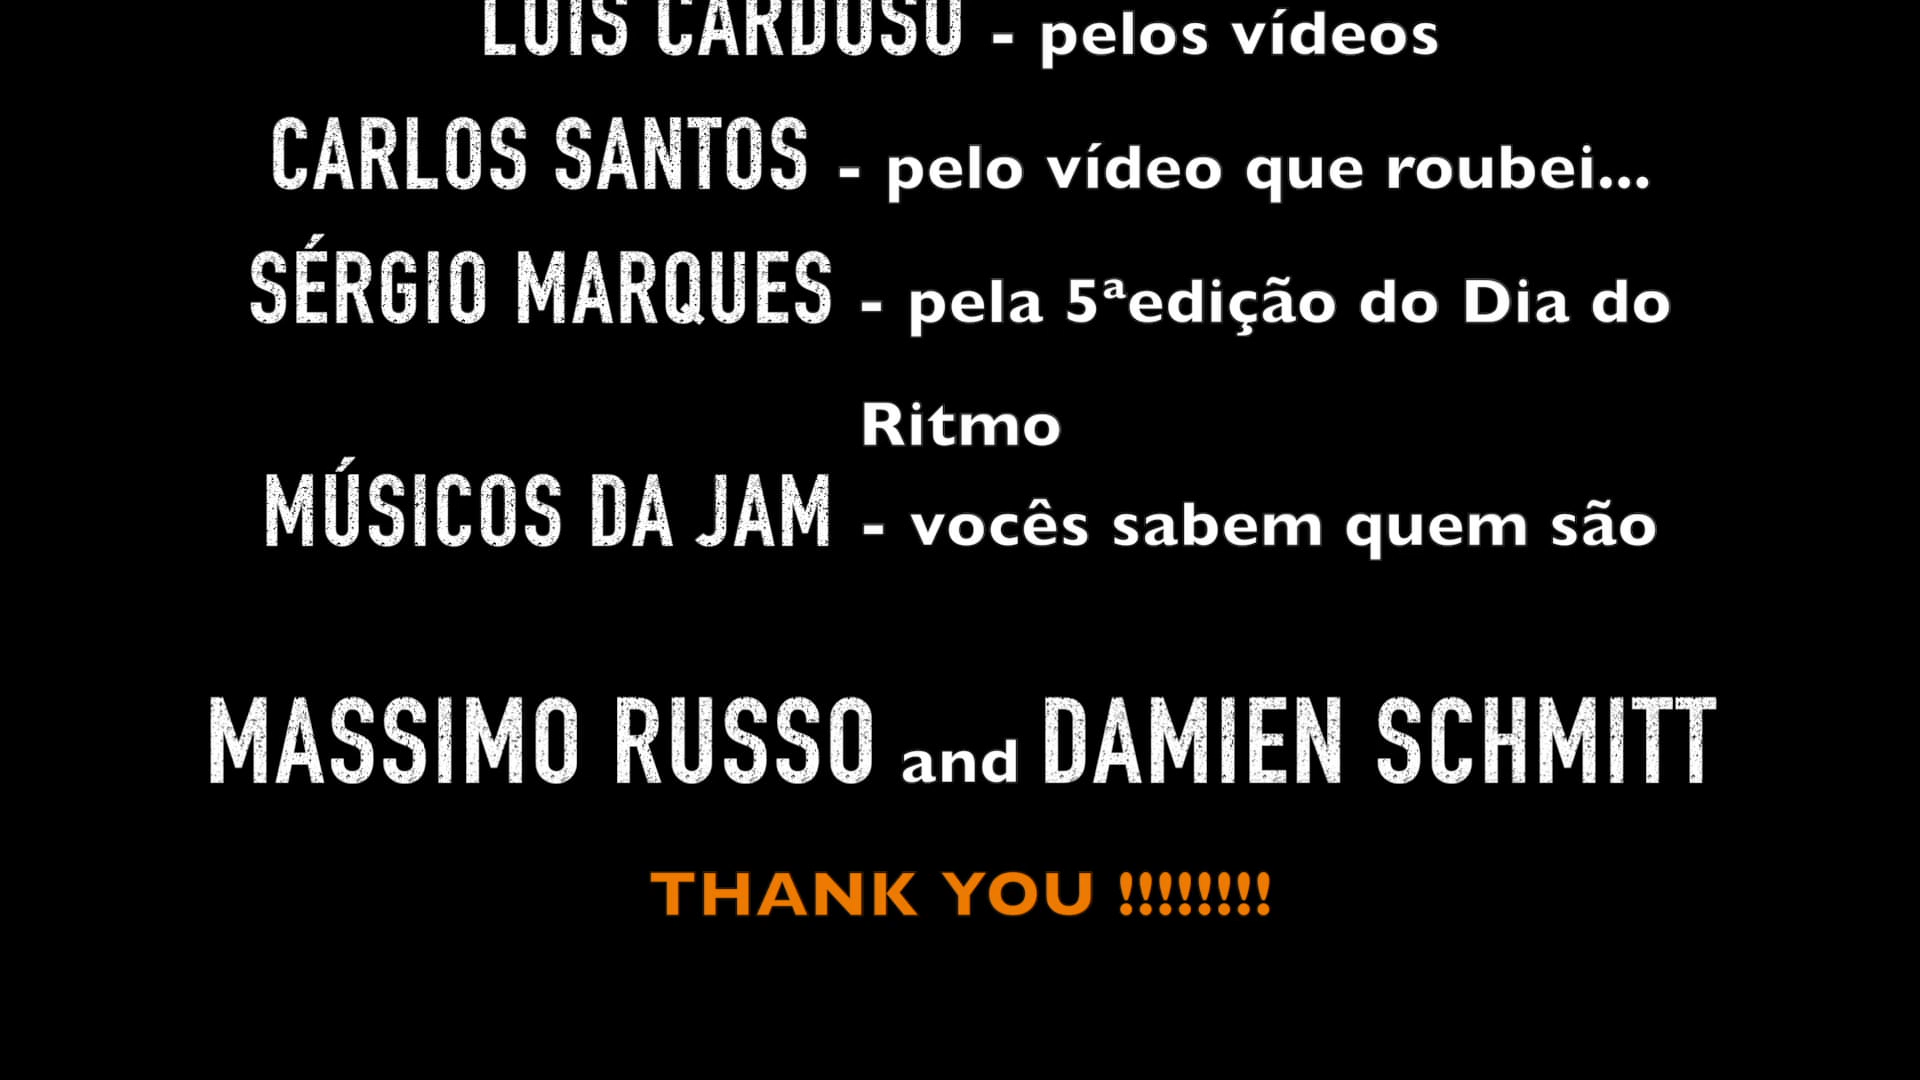 LUIS CARDOSO - pelos vídeos
CARLOS SANTOS - pelo vídeo que roubei...
SÉRGIO MARQUES - pela 5ªedição do Dia do
Ritmo
MÚSICOS DA JAM - vocês sabem quem são
MASSIMO RUSSO and DAMIEN SCHMITT
THANK YOU !!!!!!!!